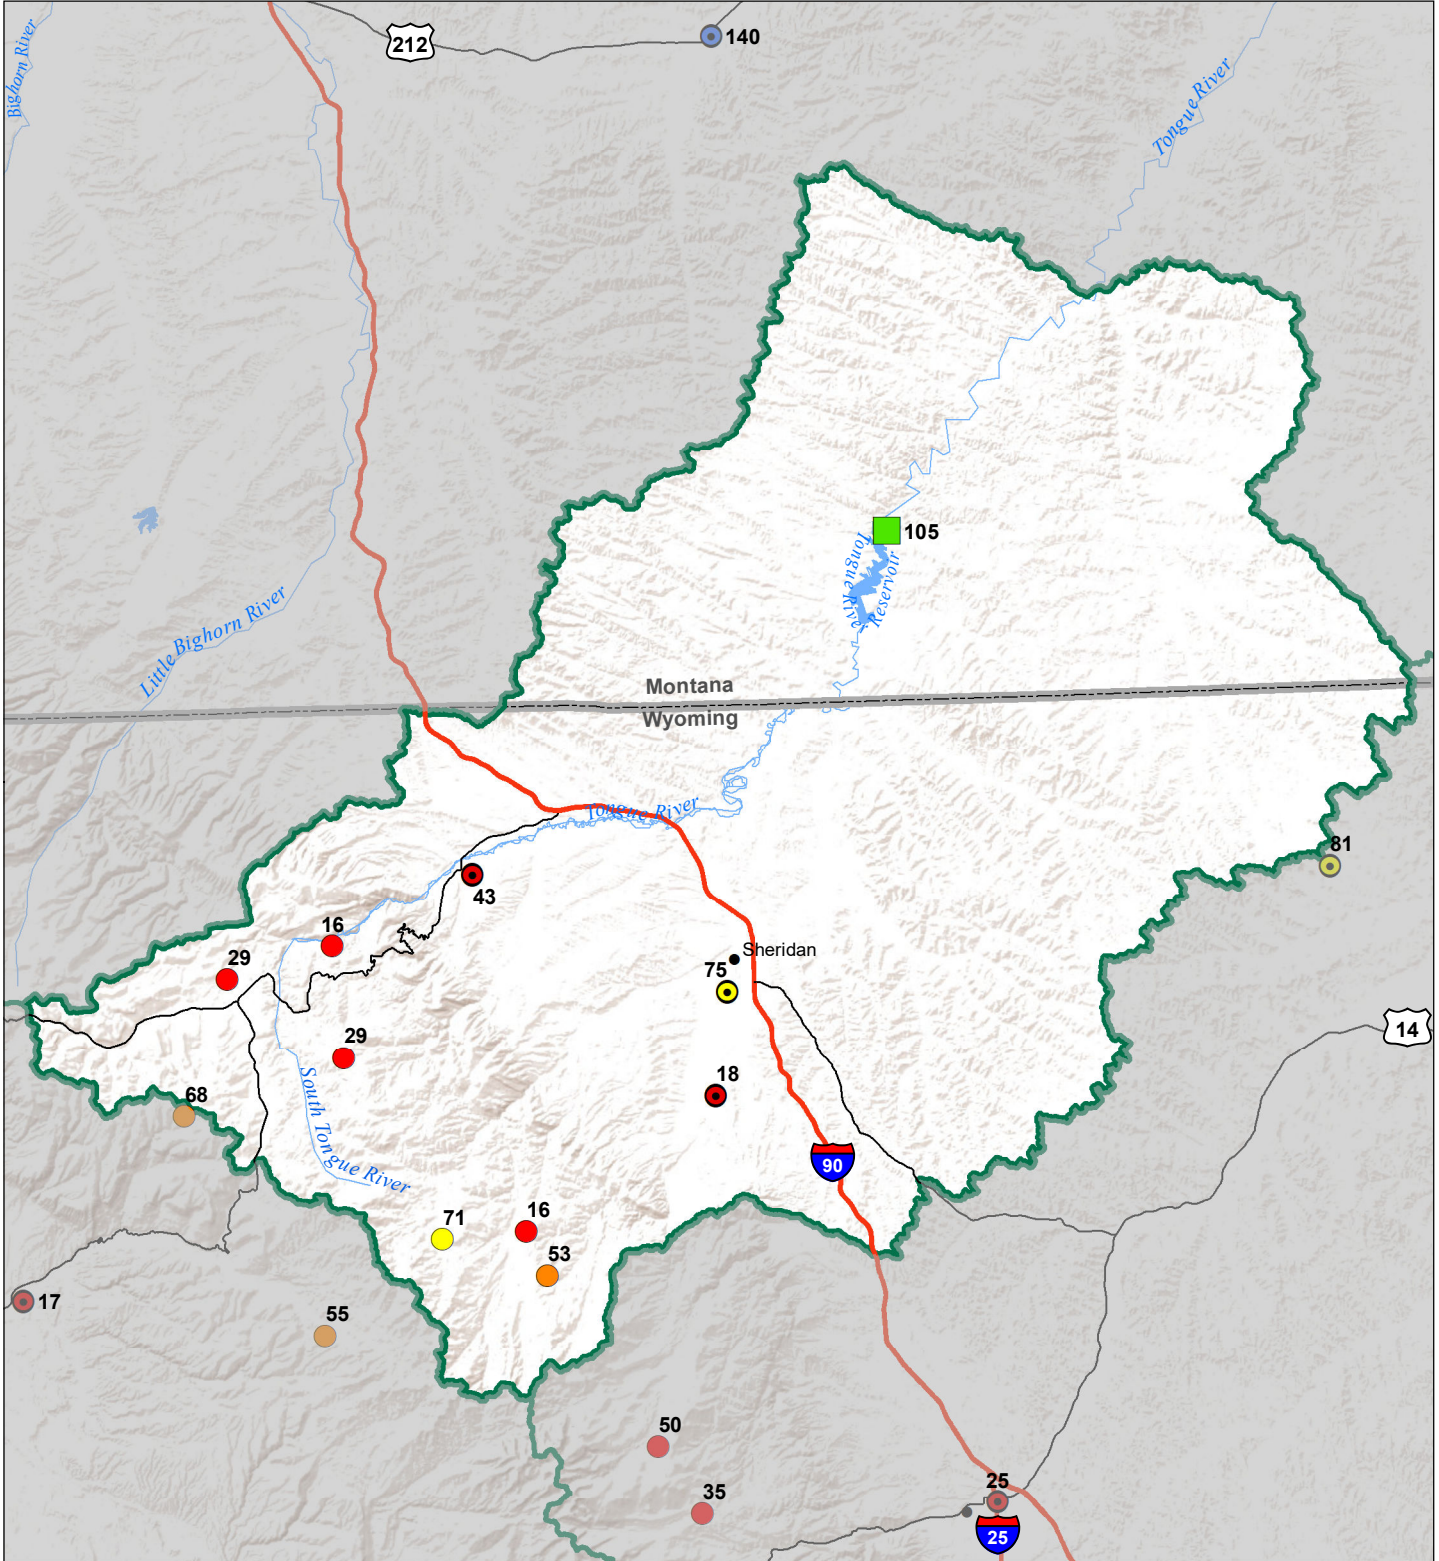 212
140
Bighorn River
Tongue River
105
Tongue River
Reservoir
Little Bighorn River
Montana
Wyoming
Tongue River
81
43
16
29
Sheridan
75
14
29
18
68
South Tongue River
90
71
16
53
17
55
50
35
25
25